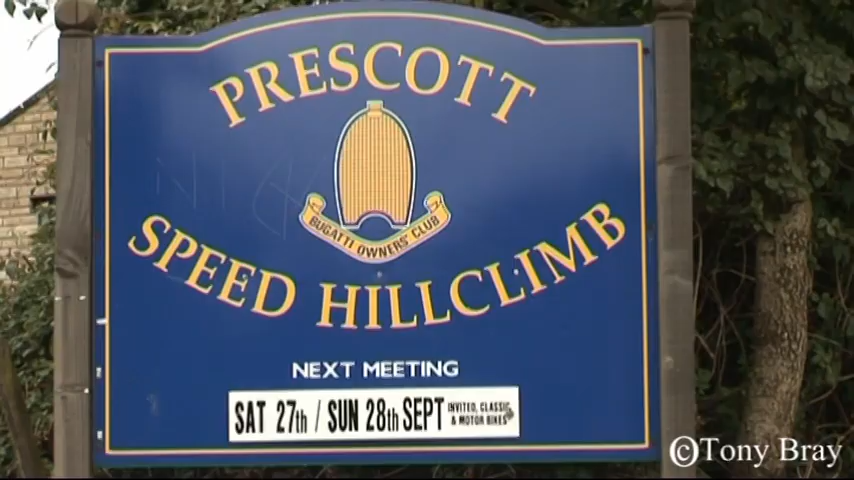 PRESCOTT
BUGATTI OWNERS' CLUB
SPEED HILLCLIMB
NEXT MEETING
SAT 27th / SUN 28th SEPT
INVITED, CLASSIC
& MOTOR BIKES
©Tony Bray